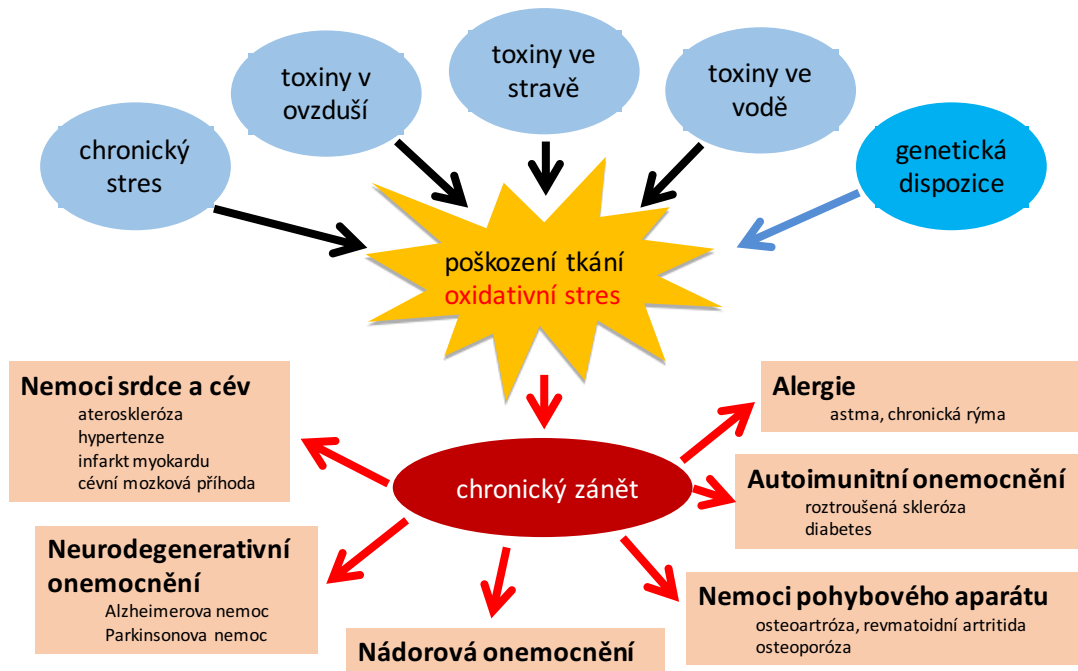 chronický
stres
toxiny v
ovzduší
toxiny ve
stravě
toxiny ve
vodě
genetická
dispozice
poškození tkání
oxidativní stres
Nemoci srdce a cév
ateroskleróza
hypertenze
infarkt myokardu
cévní mozková příhoda
Alergie
astma, chronická rýma
chronický zánět
Autoimunitní onemocnění
roztroušená skleróza
diabetes
Neurodegenerativní
onemocnění
Alzheimerova nemoc
Parkinsonova nemoc
Nádorová onemocnění
Nemoci pohybového aparátu
osteoartróza, revmatoidní artritida
osteoporóza